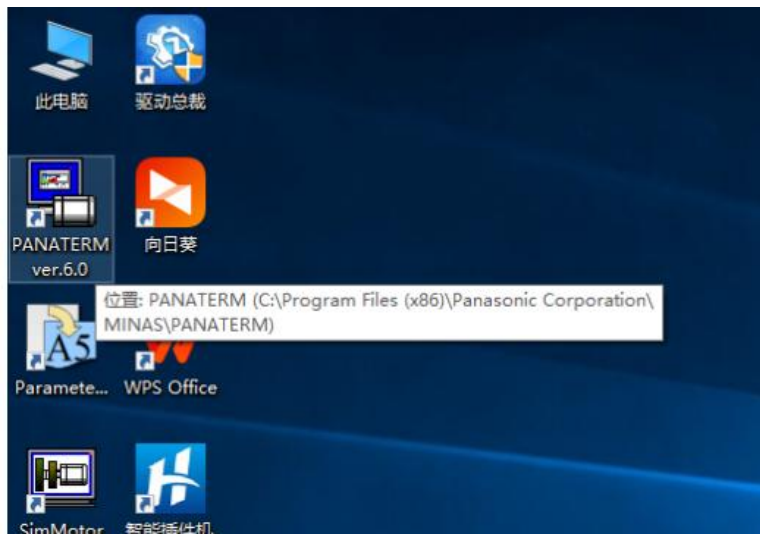 此电脑
驱动总裁
PANATERM
ver.6.0
向日葵
位置: PANATERM (C:\Program Files (x86)\Panasonic Corporation\
MINAS\PANATERM)
A5
Paramete...
WPS Office
SimMotor
智能插件机